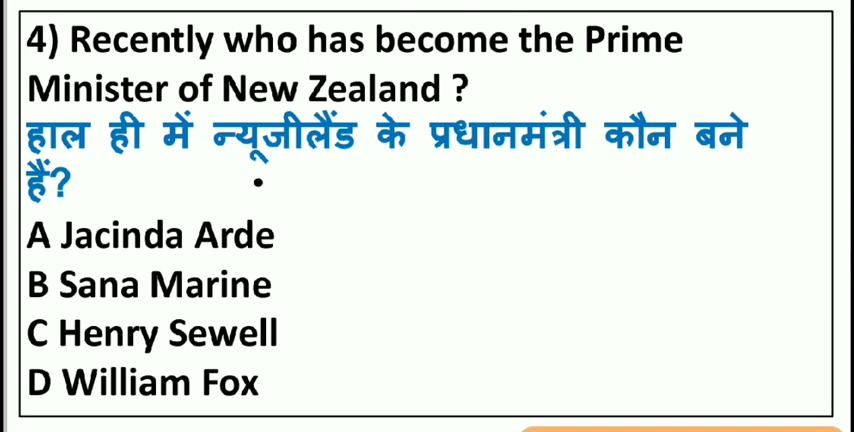 4) Recently who has become the Prime
Minister of New Zealand ?
हाल ही में न्यूजीलैंड के प्रधानमंत्री कौन बने
हैं?
A Jacinda Arde
B Sana Marine
C Henry Sewell
D William Fox